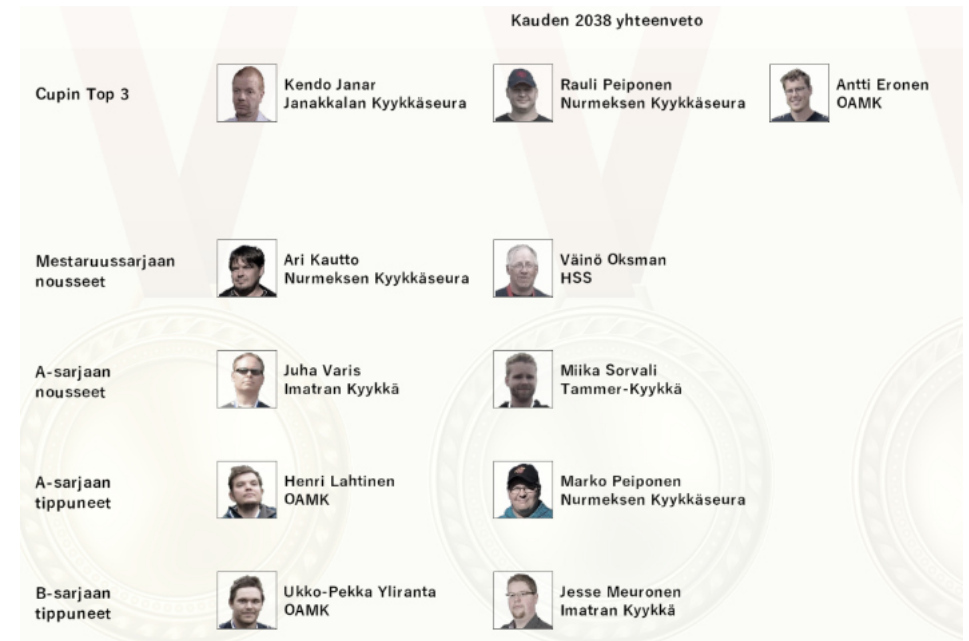 Kauden 2038 yhteenveto
Cupin Top 3
Kendo Janar
Janakkalan Kyykkäseura
Rauli Peiponen
Nurmeksen Kyykkäseura
Antti Eronen
OAMK
Mestaruussarjaan
nousseet
Ari Kautto
Nurmeksen Kyykkäseura
Väinö Oksman
HSS
A-sarjaan
nousseet
Juha Varis
Imatran Kyykkä
Miika Sorvali
Tammer-Kyykkä
A-sarjaan
tippuneet
Henri Lahtinen
OAMK
Marko Peiponen
Nurmeksen Kyykkäseura
B-sarjaan
tippuneet
Ukko-Pekka Yliranta
OAMK
Jesse Meuronen
Imatran Kyykkä